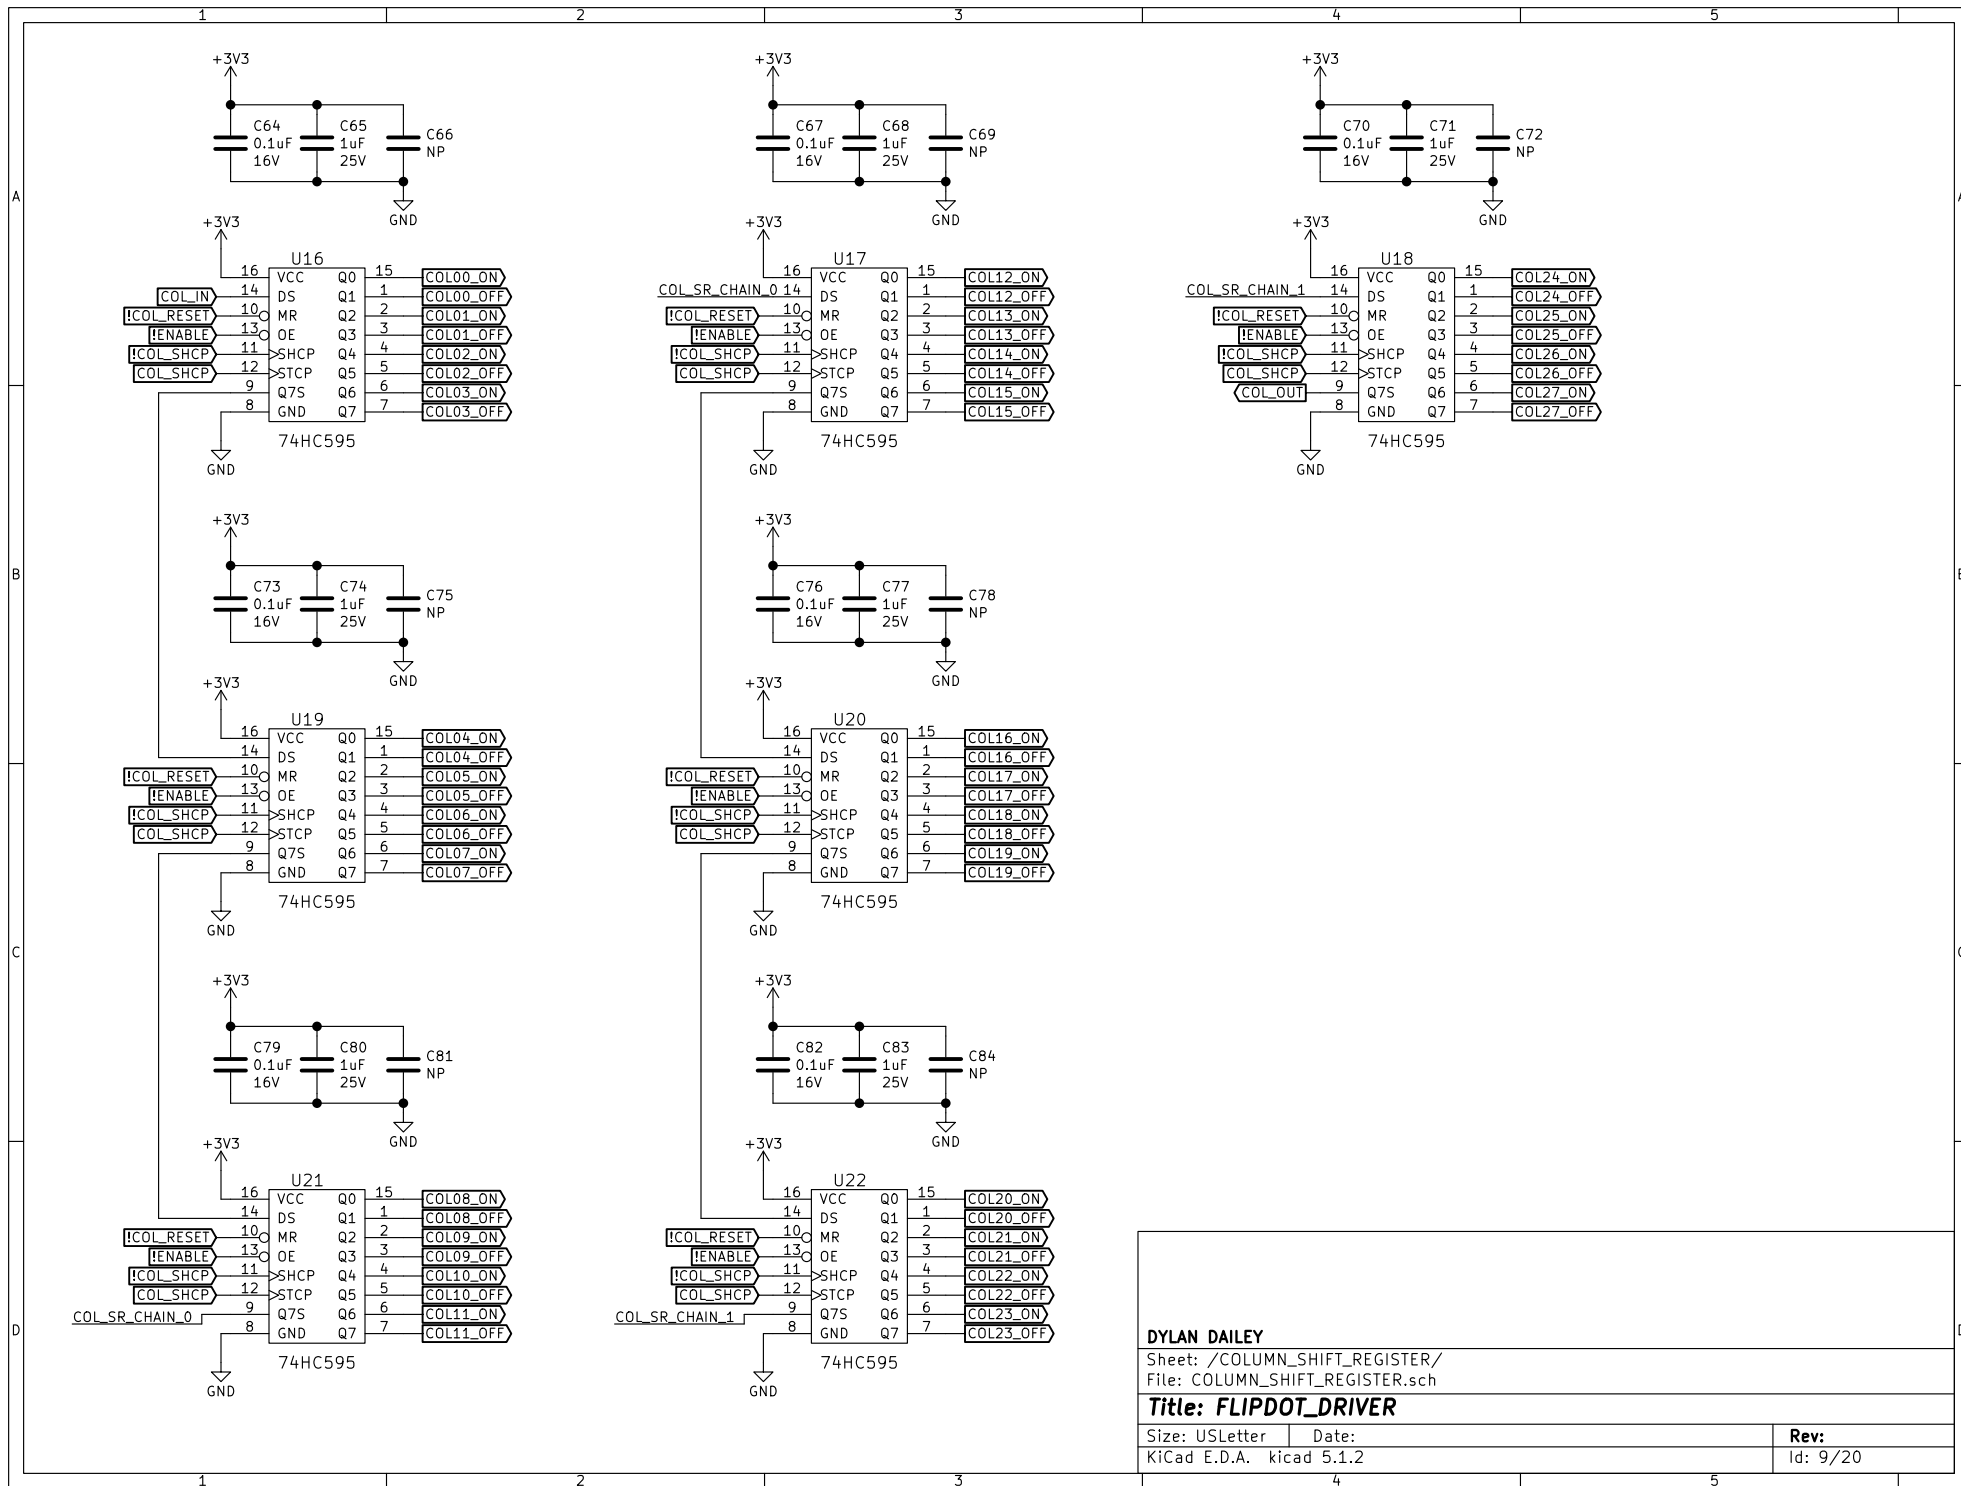 1 2 3 4 5
+3V3 +3V3 +3V3
C64 C65 C66 C67 C68 C69 C70 C71 C72
0.1uF 1uF NP 0.1uF 1uF NP 0.1uF 1uF NP
16V 25V 16V 25V 16V 25V
A A
GND GND GND
+3V3 +3V3 +3V3
U16 U17 U18
16 VCC Q0 15 COL00_ON 16 VCC Q0 15 COL12_ON 16 VCC Q0 15 COL24_ON
COL_IN 14 DS Q1 1 COL00_OFF COL_SR_CHAIN_0 14 DS Q1 1 COL12_OFF COL_SR_CHAIN_1 14 DS Q1 1 COL24_OFF
!COL_RESET 10 MR Q2 2 COL01_ON !COL_RESET 10 MR Q2 2 COL13_ON !COL_RESET 10 MR Q2 2 COL25_ON
!ENABLE 13 OE Q3 3 COL01_OFF !ENABLE 13 OE Q3 3 COL13_OFF !ENABLE 13 OE Q3 3 COL25_OFF
!COL_SHCP 11 SHCP Q4 4 COL02_ON !COL_SHCP 11 SHCP Q4 4 COL14_ON !COL_SHCP 11 SHCP Q4 4 COL26_ON
COL_SHCP 12 STCP Q5 5 COL02_OFF COL_SHCP 12 STCP Q5 5 COL14_OFF COL_SHCP 12 STCP Q5 5 COL26_OFF
9 Q7S Q6 6 COL03_ON 9 Q7S Q6 6 COL15_ON COL_OUT 9 Q7S Q6 6 COL27_ON
8 GND Q7 7 COL03_OFF 8 GND Q7 7 COL15_OFF 8 GND Q7 7 COL27_OFF
74HC595 74HC595 74HC595
GND GND GND
+3V3 +3V3
B
C73 C74 C75 C76 C77 C78
0.1uF 1uF NP 0.1uF 1uF NP
16V 25V 16V 25V
GND GND
+3V3 +3V3
U19 U20
16 VCC Q0 15 COL04_ON 16 VCC Q0 15 COL16_ON
14 DS Q1 1 COL04_OFF 14 DS Q1 1 COL16_OFF
!COL_RESET 10 MR Q2 2 COL05_ON !COL_RESET 10 MR Q2 2 COL17_ON
!ENABLE 13 OE Q3 3 COL05_OFF !ENABLE 13 OE Q3 3 COL17_OFF
!COL_SHCP 11 SHCP Q4 4 COL06_ON !COL_SHCP 11 SHCP Q4 4 COL18_ON
COL_SHCP 12 STCP Q5 5 COL06_OFF COL_SHCP 12 STCP Q5 5 COL18_OFF
9 Q7S Q6 6 COL07_ON 9 Q7S Q6 6 COL19_ON
8 GND Q7 7 COL07_OFF 8 GND Q7 7 COL19_OFF
74HC595 74HC595
GND GND
C
+3V3 +3V3
C79 C80 C81 C82 C83 C84
0.1uF 1uF NP 0.1uF 1uF NP
16V 25V 16V 25V
GND GND
+3V3 +3V3
U21 U22
16 VCC Q0 15 COL08_ON 16 VCC Q0 15 COL20_ON
14 DS Q1 1 COL08_OFF 14 DS Q1 1 COL20_OFF
!COL_RESET 10 MR Q2 2 COL09_ON !COL_RESET 10 MR Q2 2 COL21_ON
!ENABLE 13 OE Q3 3 COL09_OFF !ENABLE 13 OE Q3 3 COL21_OFF
!COL_SHCP 11 SHCP Q4 4 COL10_ON !COL_SHCP 11 SHCP Q4 4 COL22_ON
COL_SHCP 12 STCP Q5 5 COL10_OFF COL_SHCP 12 STCP Q5 5 COL22_OFF
COL_SR_CHAIN_0 9 Q7S Q6 6 COL11_ON COL_SR_CHAIN_1 9 Q7S Q6 6 COL23_ON
D
8 GND Q7 7 COL11_OFF 8 GND Q7 7 COL23_OFF
74HC595 74HC595
GND GND
DYLAN DAILEY
Sheet: /COLUMN_SHIFT_REGISTER/
File: COLUMN_SHIFT_REGISTER.sch
Title: FLIPDOT_DRIVER
Size: USLetter Date: Rev:
KiCad E.D.A. kicad 5.1.2 Id: 9/20
1 2 3 4 5